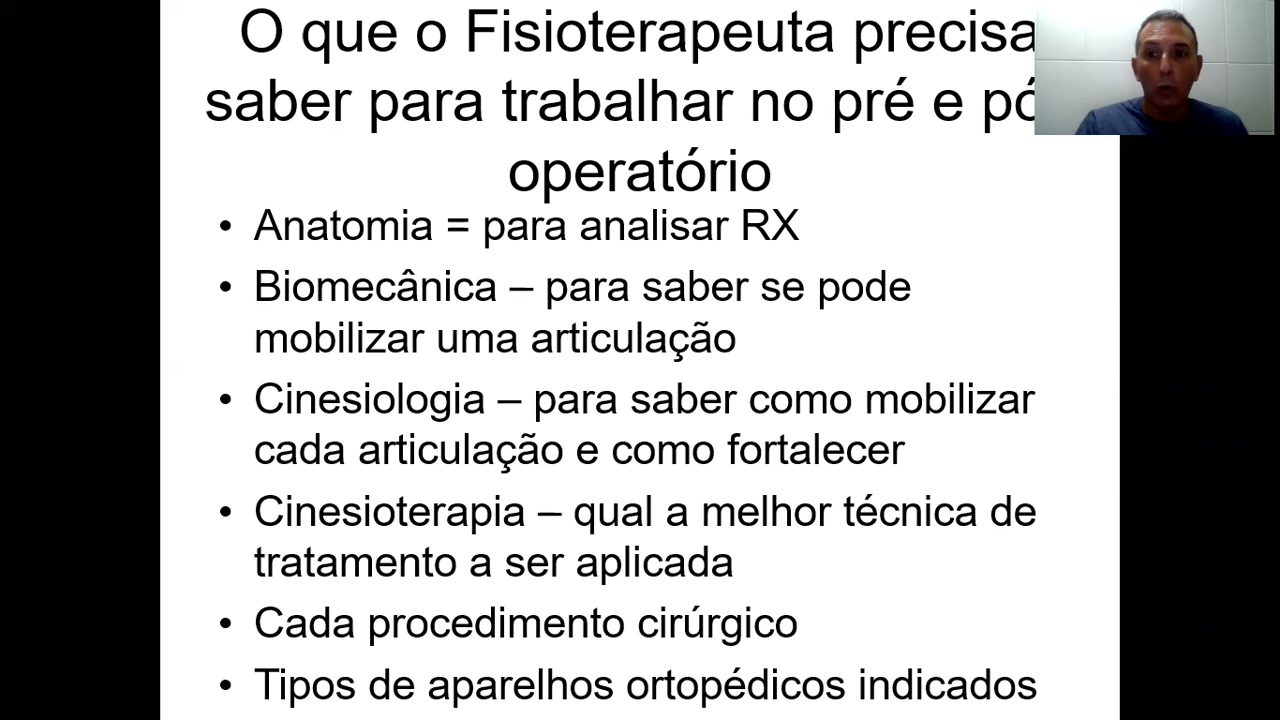 O que o Fisioterapeuta precisa
saber para trabalhar no pré e pó
operatório
• Anatomia = para analisar RX
• Biomecânica – para saber se pode
mobilizar uma articulação
• Cinesiologia – para saber como mobilizar
cada articulação e como fortalecer
• Cinesioterapia – qual a melhor técnica de
tratamento a ser aplicada
• Cada procedimento cirúrgico
• Tipos de aparelhos ortopédicos indicados